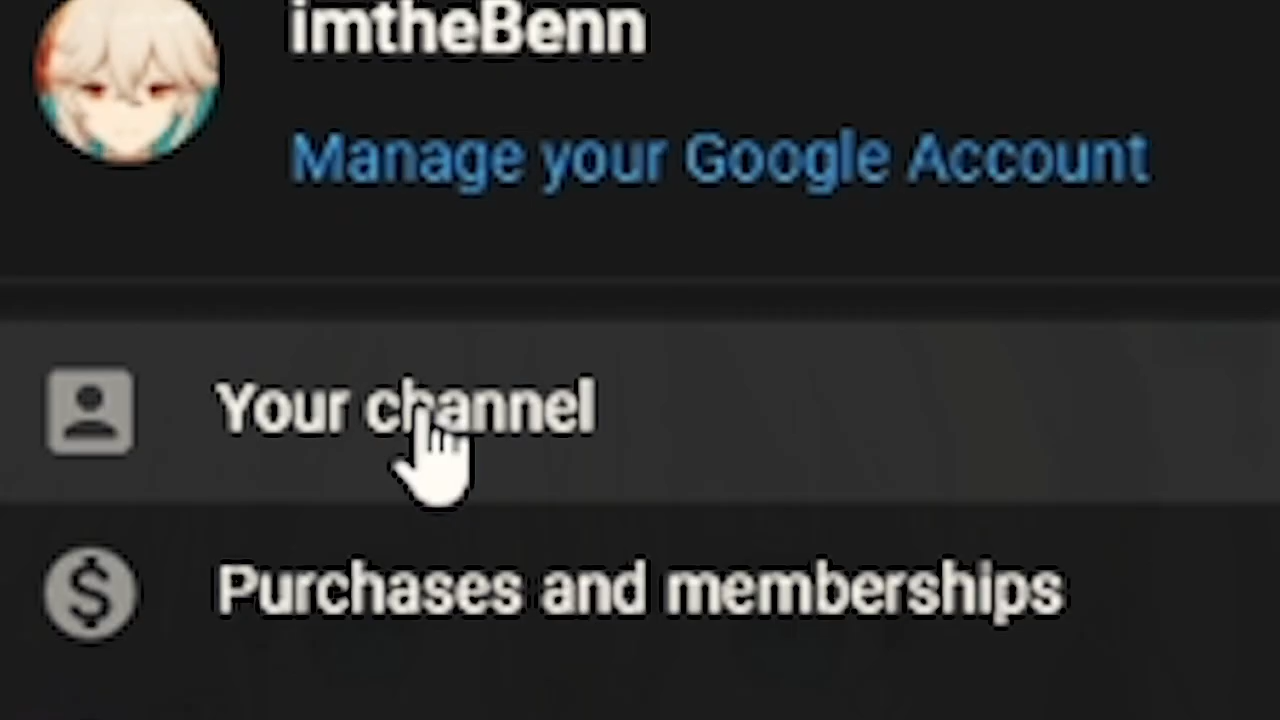 imtheBenn
Manage your Google Account
Your channel
$ Purchases and memberships